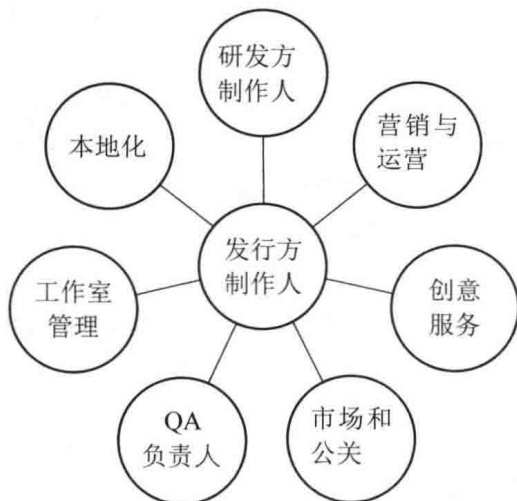 研发方
制作人
本地化
营销与
运营
发行方
制作人
工作室
管理
创意
服务
QA
负责人
市场和
公关